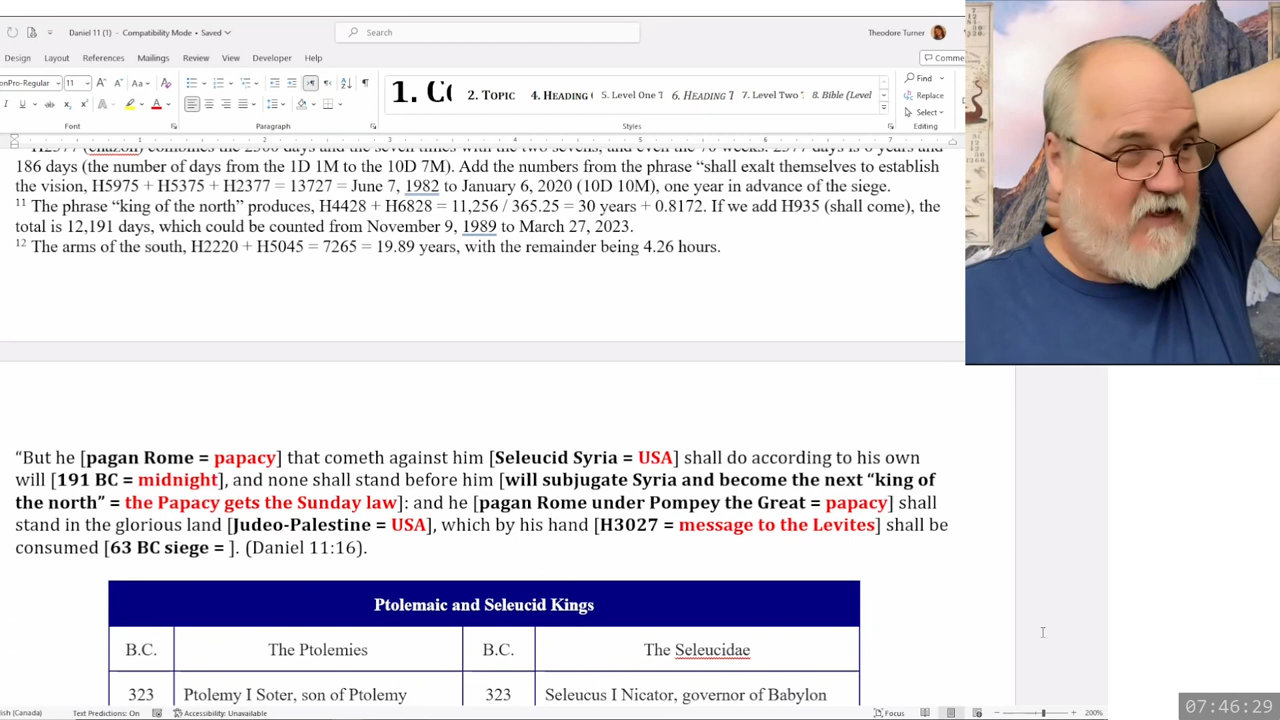 Daniel 11 (1) - Compatibility Mode • Saved
Search
Theodore Turner
Design Layout References Mailings Review View Developer Help
11
Aa
Find
Replace
Select
1. C
2. TOPIC
4. HEADING
5. Level One
6. HEADING
7. Level Two
8. Bible (Level
Font
Paragraph
Styles
Editing
186 days (the number of days from the 1D 1M to the 10D 7M). Add the numbers from the phrase “shall exalt themselves to establish
the vision, H5975 + H5375 + H2377 = 13727 = June 7, 1982 to January 6, 2020 (10D 10M), one year in advance of the siege.
11 The phrase “king of the north” produces, H4428 + H6828 = 11,256 / 365.25 = 30 years + 0.8172. If we add H935 (shall come), the
total is 12,191 days, which could be counted from November 9, 1989 to March 27, 2023.
12 The arms of the south, H2220 + H5045 = 7265 = 19.89 years, with the remainder being 4.26 hours.
“But he [pagan Rome = papacy] that cometh against him [Seleucid Syria = USA] shall do according to his own
will [191 BC = midnight], and none shall stand before him [will subjugate Syria and become the next “king of
the north” = the Papacy gets the Sunday law]: and he [pagan Rome under Pompey the Great = papacy] shall
stand in the glorious land [Judeo-Palestine = USA], which by his hand [H3027 = message to the Levites] shall be
consumed [63 BC siege = ]. (Daniel 11:16).
Ptolemaic and Seleucid Kings
B.C. The Ptolemies B.C. The Seleucidae
323 Ptolemy I Soter, son of Ptolemy 323 Seleucus I Nicator, governor of Babylon
Text Predictions: On
Accessibility: Unavailable
Focus
200%
07:46:29